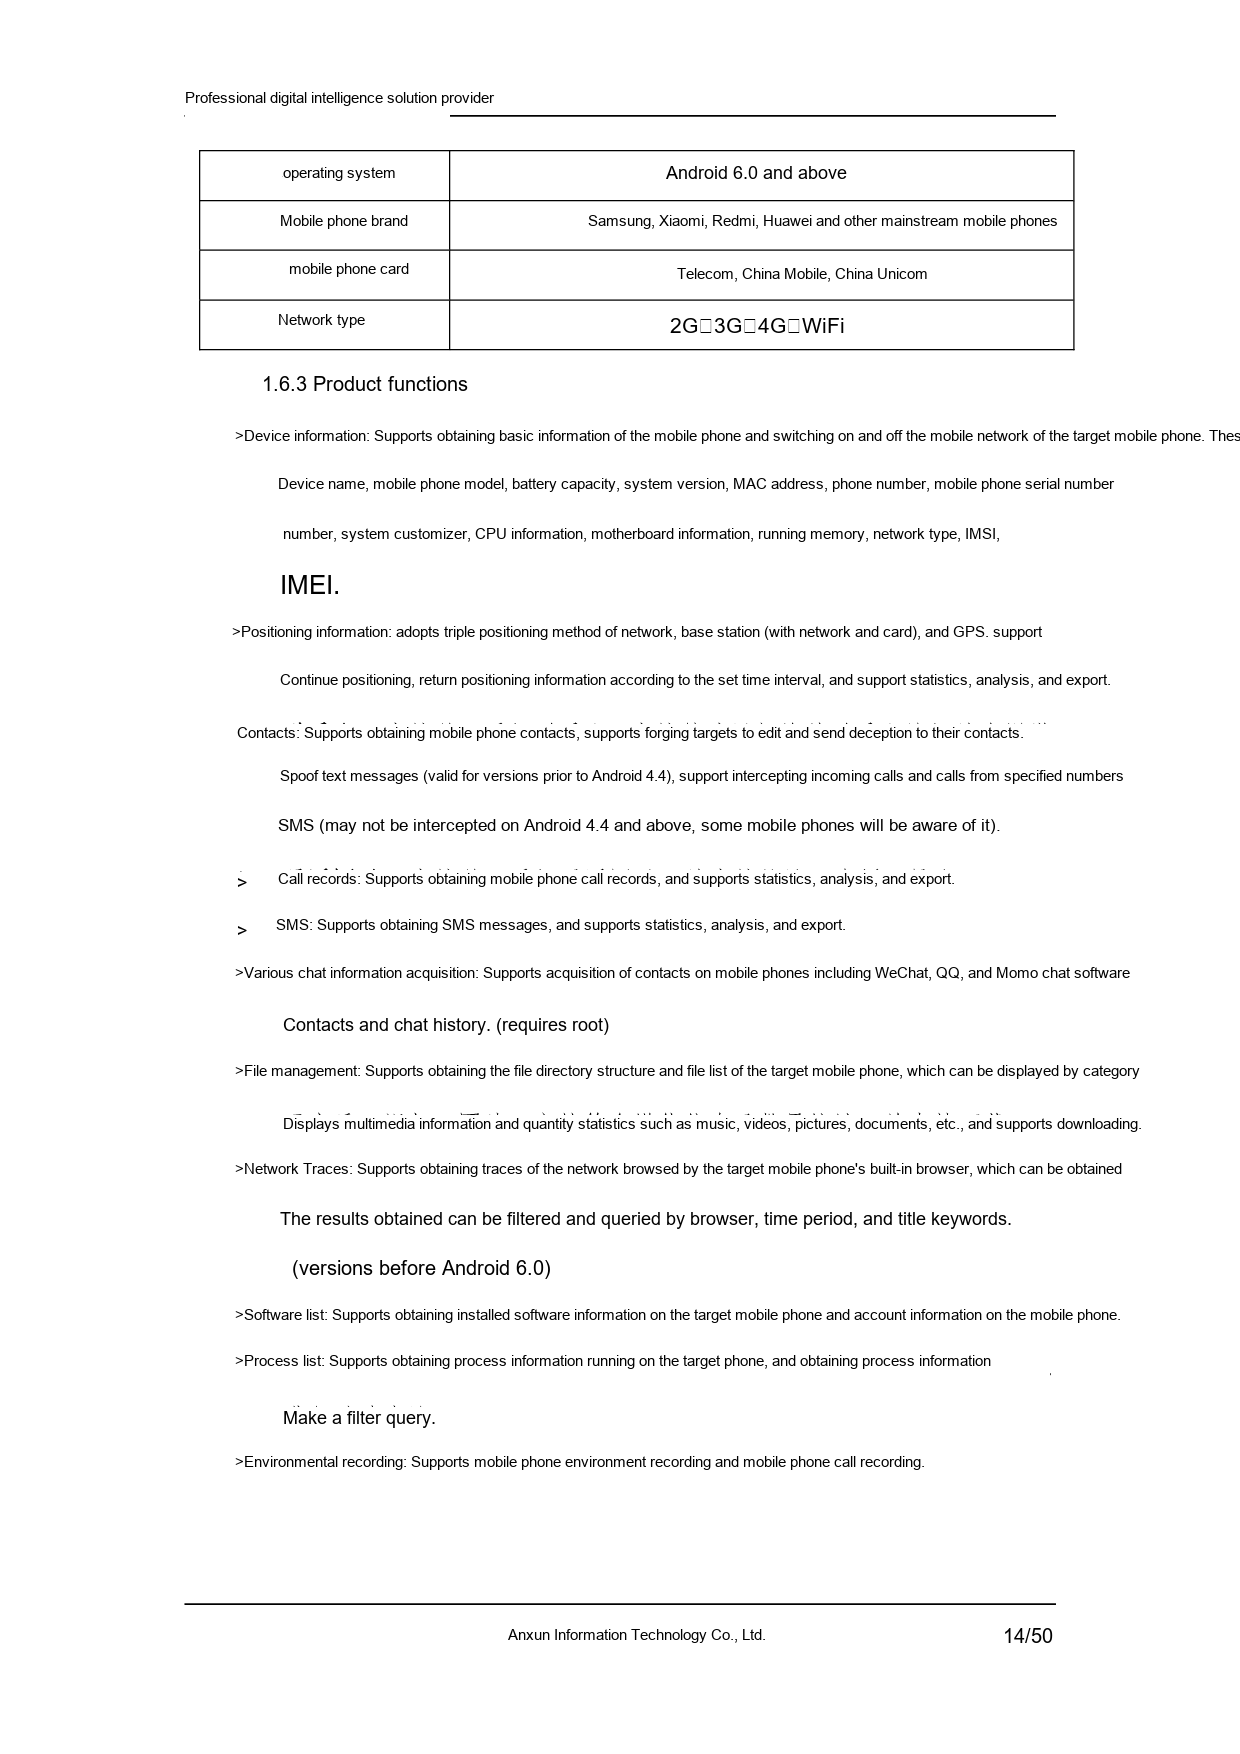 Professional digital intelligence solution provider
operating system Android 6.0 and above
Mobile phone brand Samsung, Xiaomi, Redmi, Huawei and other mainstream mobile phones
mobile phone card Telecom, China Mobile, China Unicom
Network type 2G□3G□4G□WiFi
1.6.3 Product functions
>Device information: Supports obtaining basic information of the mobile phone and switching on and off the mobile network of the target mobile phone. Thes
Device name, mobile phone model, battery capacity, system version, MAC address, phone number, mobile phone serial number
number, system customizer, CPU information, motherboard information, running memory, network type, IMSI,
IMEI.
>Positioning information: adopts triple positioning method of network, base station (with network and card), and GPS. support
Continue positioning, return positioning information according to the set time interval, and support statistics, analysis, and export.
Contacts: Supports obtaining mobile phone contacts, supports forging targets to edit and send deception to their contacts.
Spoof text messages (valid for versions prior to Android 4.4), support intercepting incoming calls and calls from specified numbers
SMS (may not be intercepted on Android 4.4 and above, some mobile phones will be aware of it).
> Call records: Supports obtaining mobile phone call records, and supports statistics, analysis, and export.
> SMS: Supports obtaining SMS messages, and supports statistics, analysis, and export.
>Various chat information acquisition: Supports acquisition of contacts on mobile phones including WeChat, QQ, and Momo chat software
Contacts and chat history. (requires root)
>File management: Supports obtaining the file directory structure and file list of the target mobile phone, which can be displayed by category
Displays multimedia information and quantity statistics such as music, videos, pictures, documents, etc., and supports downloading.
>Network Traces: Supports obtaining traces of the network browsed by the target mobile phone's built-in browser, which can be obtained
The results obtained can be filtered and queried by browser, time period, and title keywords.
(versions before Android 6.0)
>Software list: Supports obtaining installed software information on the target mobile phone and account information on the mobile phone.
>Process list: Supports obtaining process information running on the target phone, and obtaining process information
Make a filter query.
>Environmental recording: Supports mobile phone environment recording and mobile phone call recording.
Anxun Information Technology Co., Ltd. 14/50